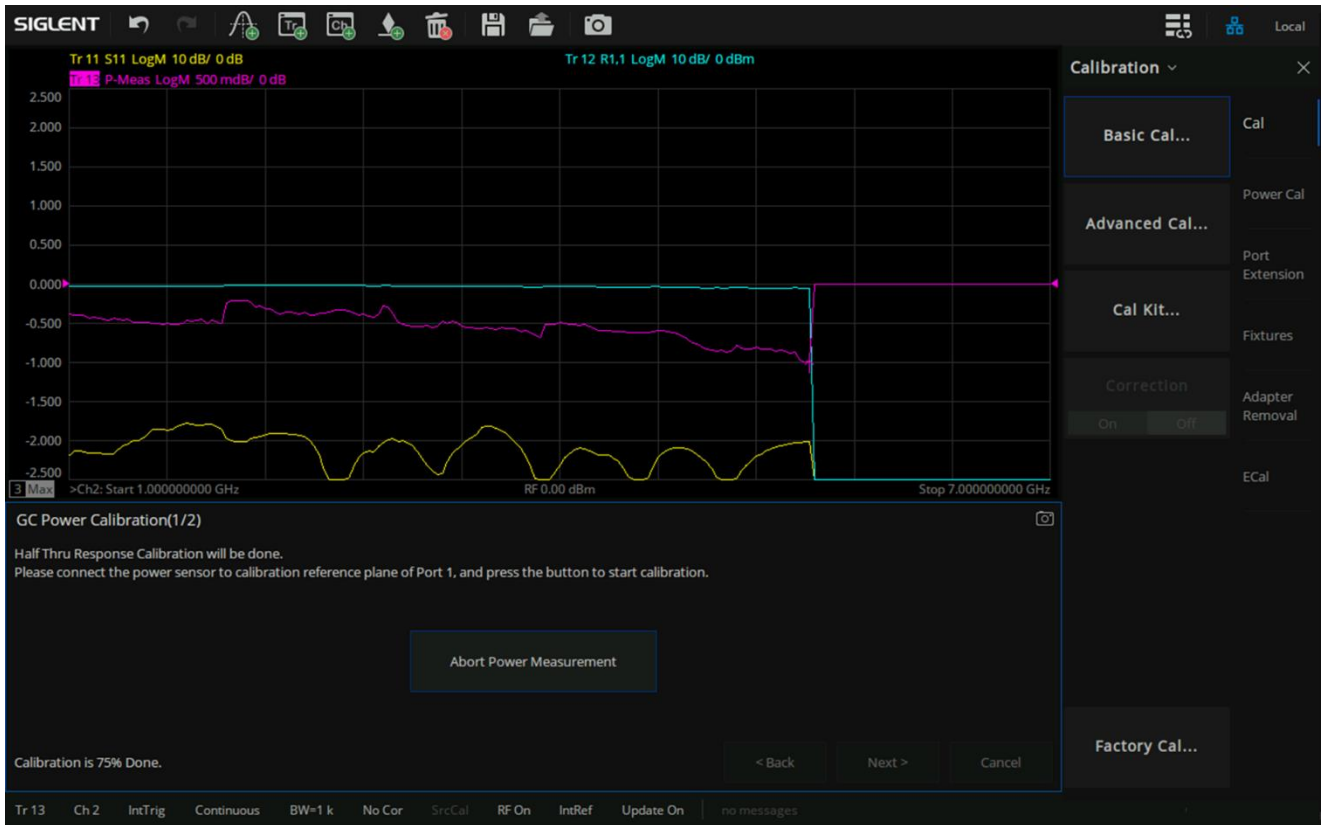 SIGLENT
Tr
Ch
Local
Tr 11 S11 LogM 10 dB/ 0 dB
Tr 12 R1,1 LogM 10 dB/ 0 dBm
Tr 13 P-Meas LogM 500 mdB/ 0 dB
2.500
2.000
1.500
1.000
0.500
0.000
-0.500
-1.000
-1.500
-2.000
-2.500
3 Max >Ch2: Start 1.000000000 GHz
RF 0.00 dBm
Stop 7.000000000 GHz
Calibration
Basic Cal...
Advanced Cal...
Cal Kit...
Correction
On Off
Factory Cal...
Cal
Power Cal
Port
Extension
Fixtures
Adapter
Removal
ECal
GC Power Calibration(1/2)
Half Thru Response Calibration will be done.
Please connect the power sensor to calibration reference plane of Port 1, and press the button to start calibration.
Abort Power Measurement
Calibration is 75% Done.
< Back Next > Cancel
Tr 13 Ch 2 IntTrig Continuous BW=1 k No Cor SrcCal RF On IntRef Update On no messages